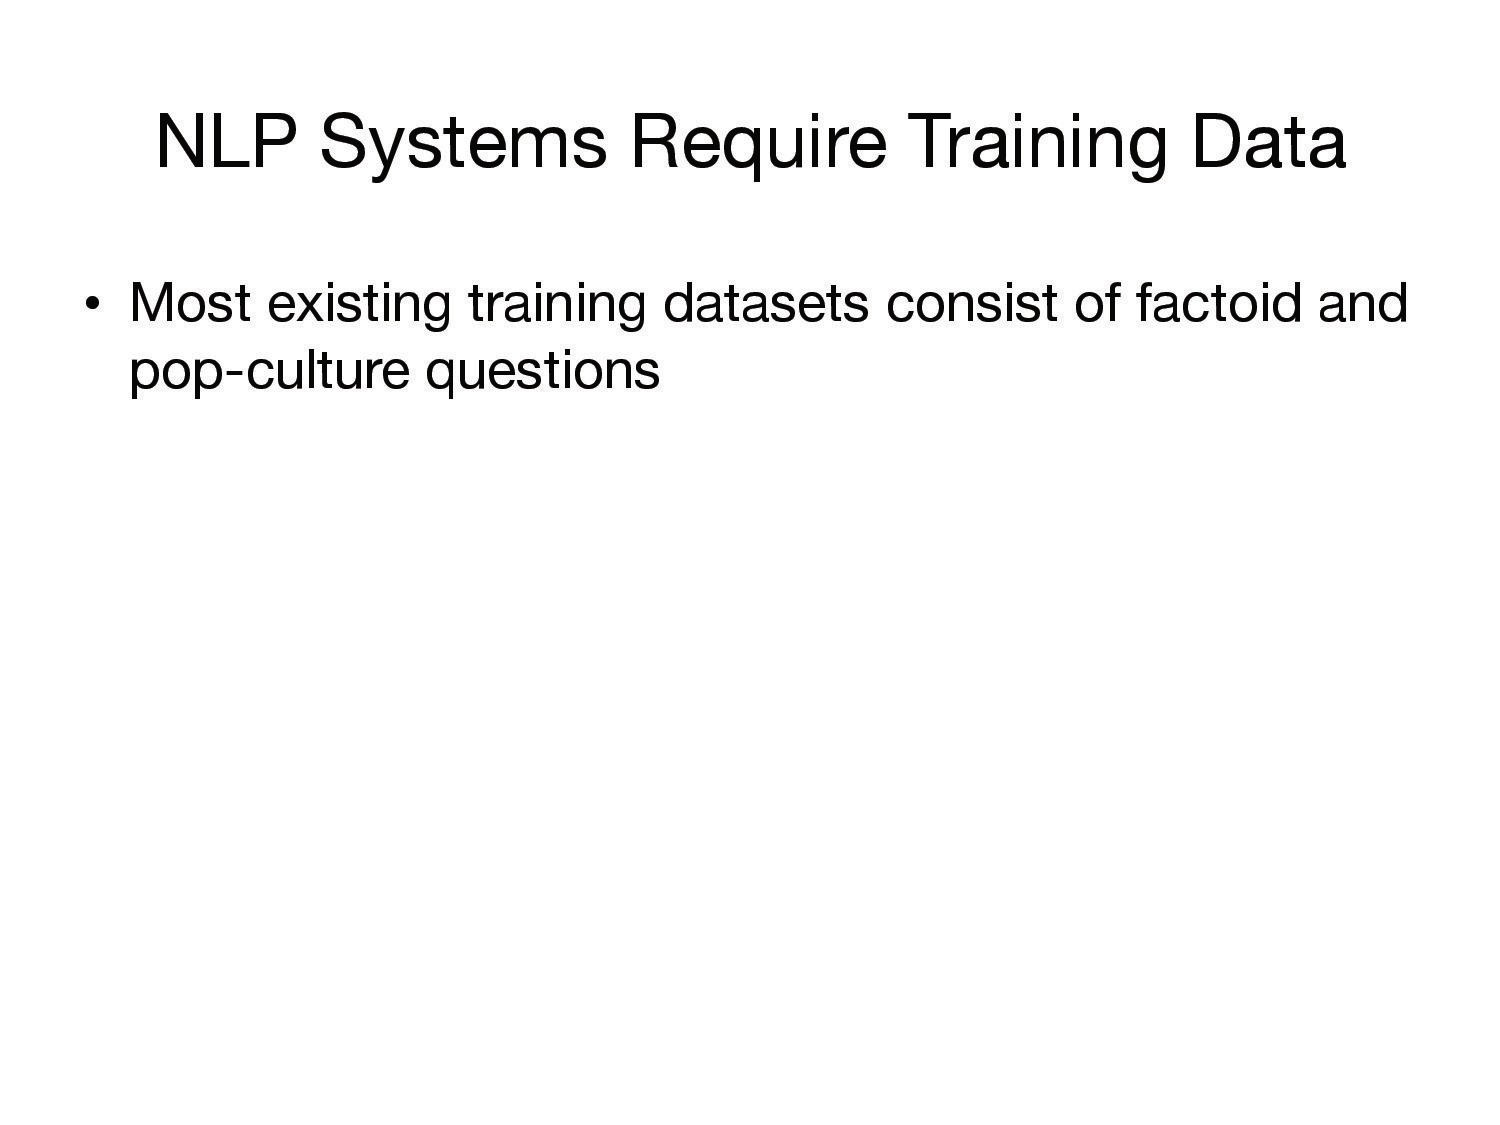 NLP Systems Require Training Data
• Most existing training datasets consist of factoid and
pop-culture questions